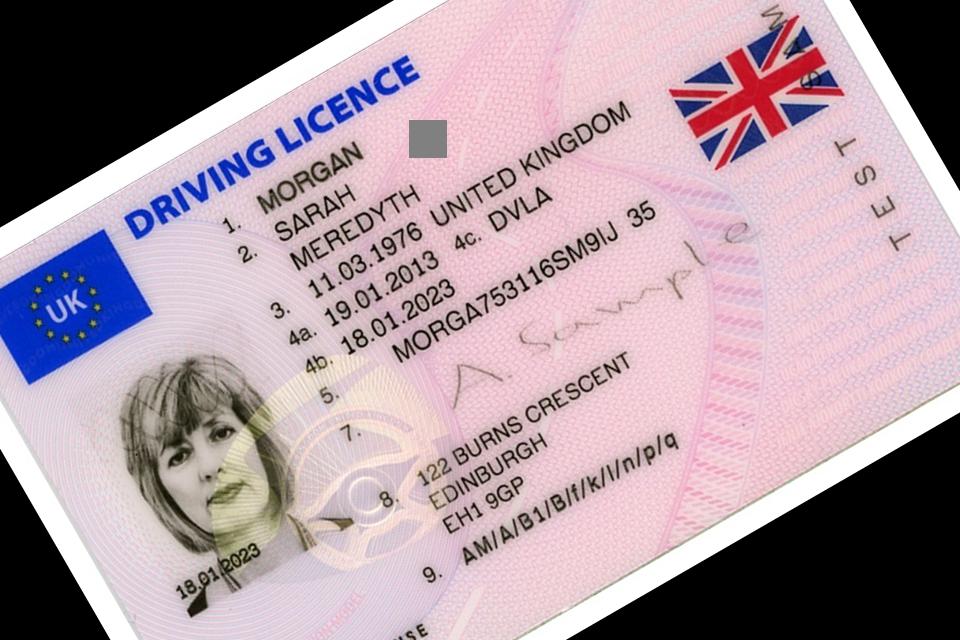 DRIVING LICENCE
UK
1. MORGAN
2. SARAH
MEREDYTH
3. 11.03.1976 UNITED KINGDOM
4a. 19.01.2013 4c. DVLA
4b. 18.01.2023
5. MORGA753116SM9IJ 35
7. A. Sample
8. 122 BURNS CRESCENT
EDINBURGH
EH1 9GP
9. AM/A/B1/B/f/k/l/n/p/q
18.01.2023
TEST